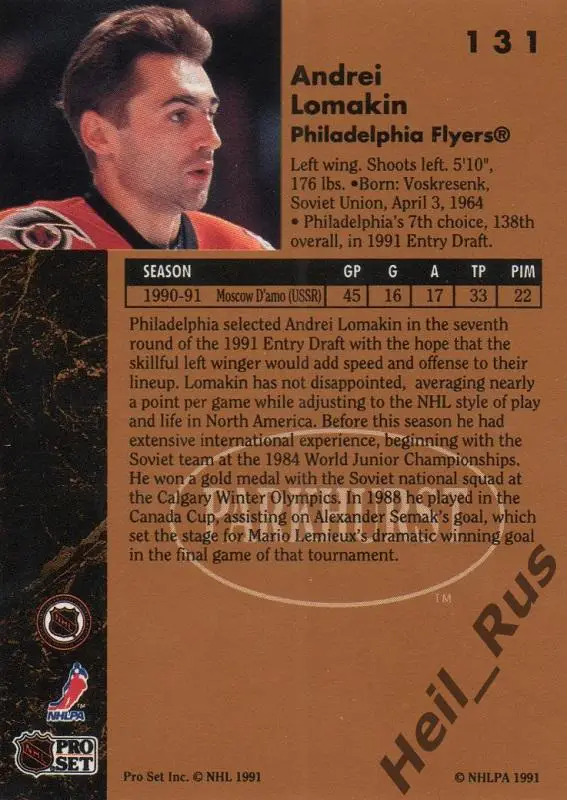 131
Andrei
Lomakin
Philadelphia Flyers®
Left wing. Shoots left. 5'10",
176 lbs. •Born: Voskresenk,
Soviet Union, April 3, 1964
• Philadelphia's 7th choice, 138th
overall, in 1991 Entry Draft.
SEASON GP G A TP PIM
1990-91 Moscow D'amo (USSR) 45 16 17 33 22
Philadelphia selected Andrei Lomakin in the seventh
round of the 1991 Entry Draft with the hope that the
skillful left winger would add speed and offense to their
lineup. Lomakin has not disappointed, averaging nearly
a point per game while adjusting to the NHL style of play
and life in North America. Before this season he had
extensive international experience, beginning with the
Soviet team at the 1984 World Junior Championships.
He won a gold medal with the Soviet national squad at
the Calgary Winter Olympics. In 1988 he played in the
Canada Cup, assisting on Alexander Semak's goal, which
set the stage for Mario Lemieux's dramatic winning goal
in the final game of that tournament.
PARKHURST
TM
NHL
TM
NHLPA
NHL PRO
SET
Pro Set Inc. © NHL 1991
© NHLPA 1991
Heil_Rus